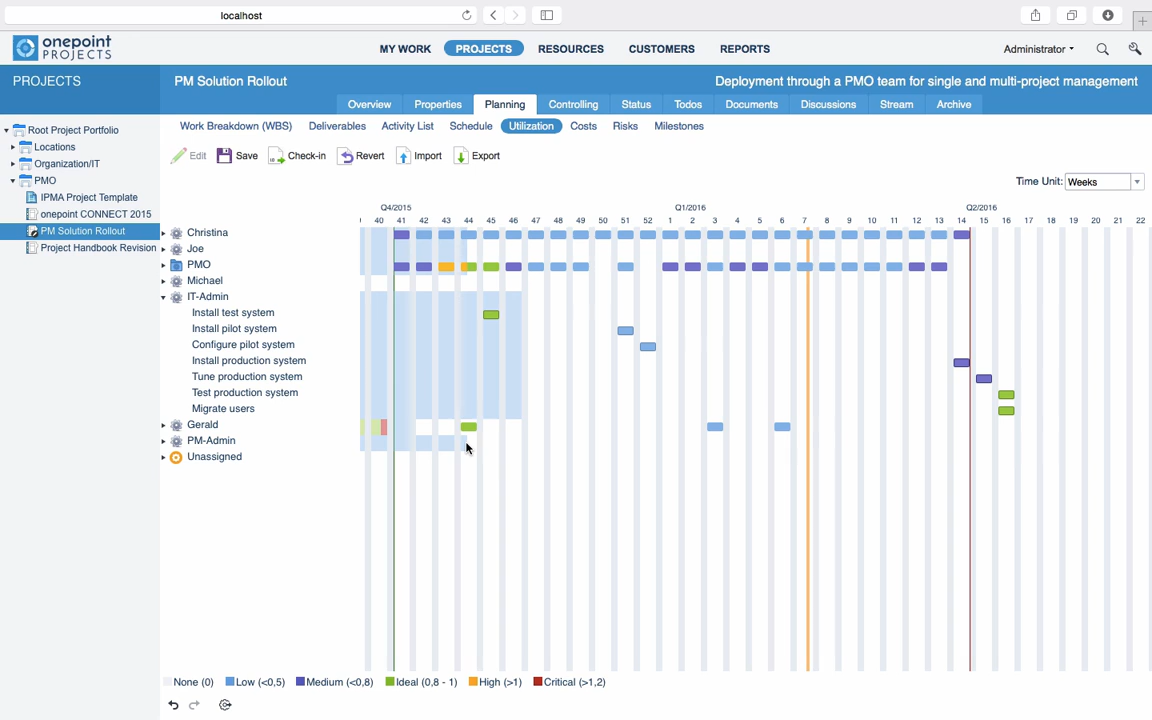 localhost
onepoint
PROJECTS
MY WORK PROJECTS RESOURCES CUSTOMERS REPORTS
Administrator
PROJECTS
PM Solution Rollout
Deployment through a PMO team for single and multi-project management
Overview Properties Planning Controlling Status Todos Documents Discussions Stream Archive
Work Breakdown (WBS) Deliverables Activity List Schedule Utilization Costs Risks Milestones
Edit Save Check-in Revert Import Export
Time Unit: Weeks
Root Project Portfolio
Locations
Organization/IT
PMO
IPMA Project Template
onepoint CONNECT 2015
PM Solution Rollout
Project Handbook Revision
Q4/2015 Q1/2016 Q2/2016
40 41 42 43 44 45 46 47 48 49 50 51 52 1 2 3 4 5 6 7 8 9 10 11 12 13 14 15 16 17 18 19 20 21 22
Christina
Joe
PMO
Michael
IT-Admin
Install test system
Install pilot system
Configure pilot system
Install production system
Tune production system
Test production system
Migrate users
Gerald
PM-Admin
Unassigned
None (0) Low (<0,5) Medium (<0,8) Ideal (0,8 - 1) High (>1) Critical (>1,2)